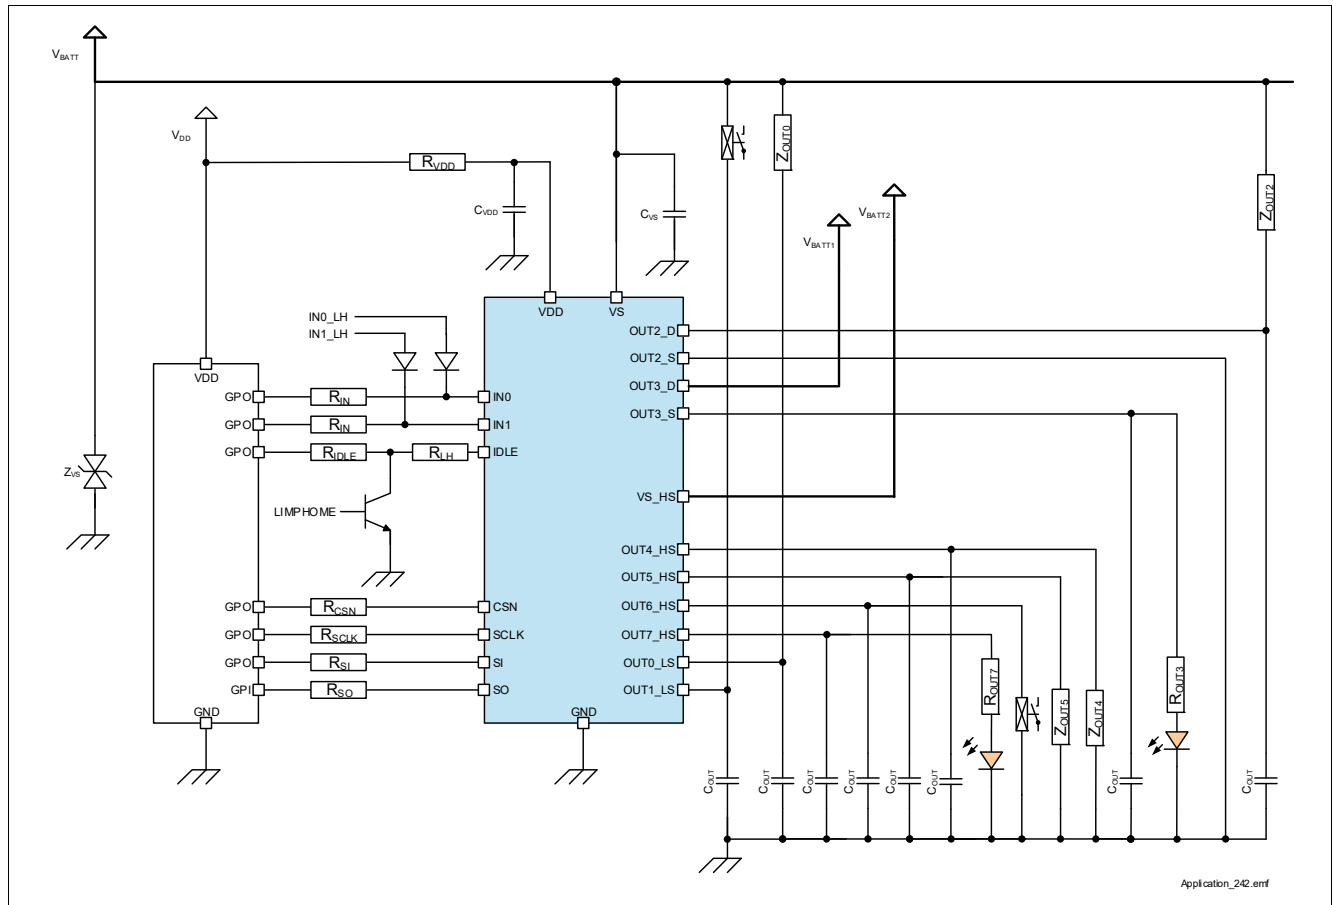 VBATT
VDD
RVDD
CVDD
CVS
ZOUT0
ZOUT2
VBATT2
VBATT1
IN0_LH
IN1_LH
VDD
VS
VDD
OUT2_D
OUT2_S
OUT3_D
OUT3_S
GPO
RIN
IN0
GPO
RIN
IN1
GPO
RIDLE
RLH
IDLE
ZVS
LIMPHOME
VS_HS
OUT4_HS
OUT5_HS
OUT6_HS
OUT7_HS
OUT0_LS
OUT1_LS
GPO
RCSN
CSN
GPO
RSCLK
SCLK
GPO
RSI
SI
GPI
RSO
SO
GND
GND
ROUT7
ZOUT5
ZOUT4
ROUT3
COUT
COUT
COUT
COUT
COUT
COUT
COUT
COUT
Application_242.emf